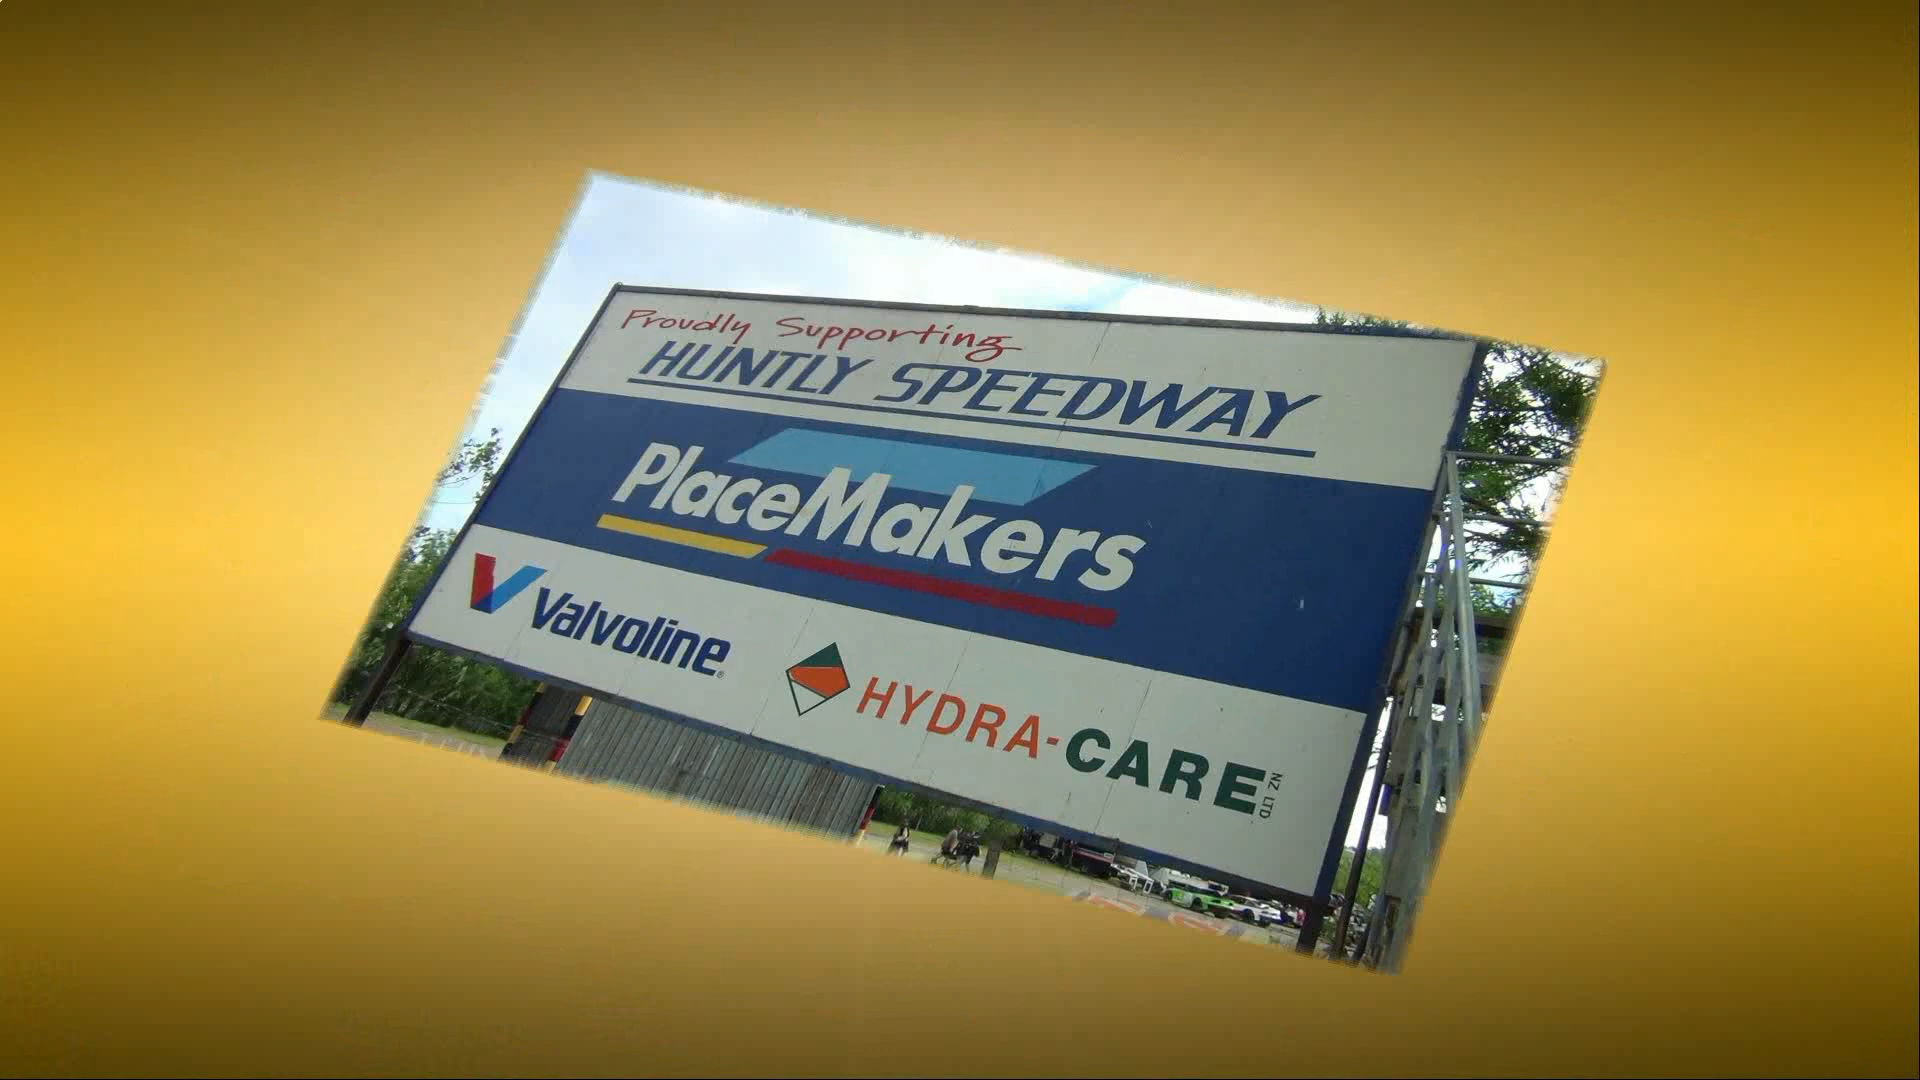 Proudly Supporting
HUNTLY SPEEDWAY
PlaceMakers
Valvoline
HYDRA-CARE NZ LTD